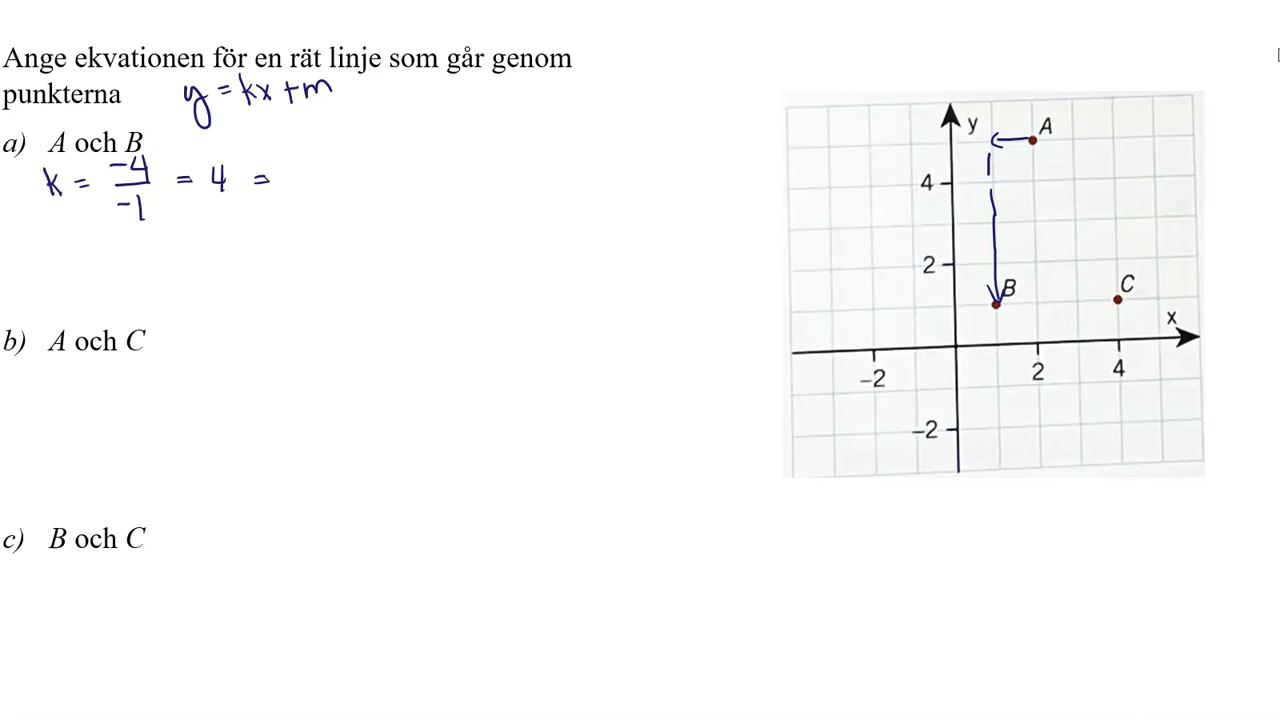 Ange ekvationen för en rät linje som går genom
punkterna y = kx + m
a) A och B
k = -4/-1 = 4 =
b) A och C
c) B och C
y A
4
2
B C
x
-2 2 4
-2